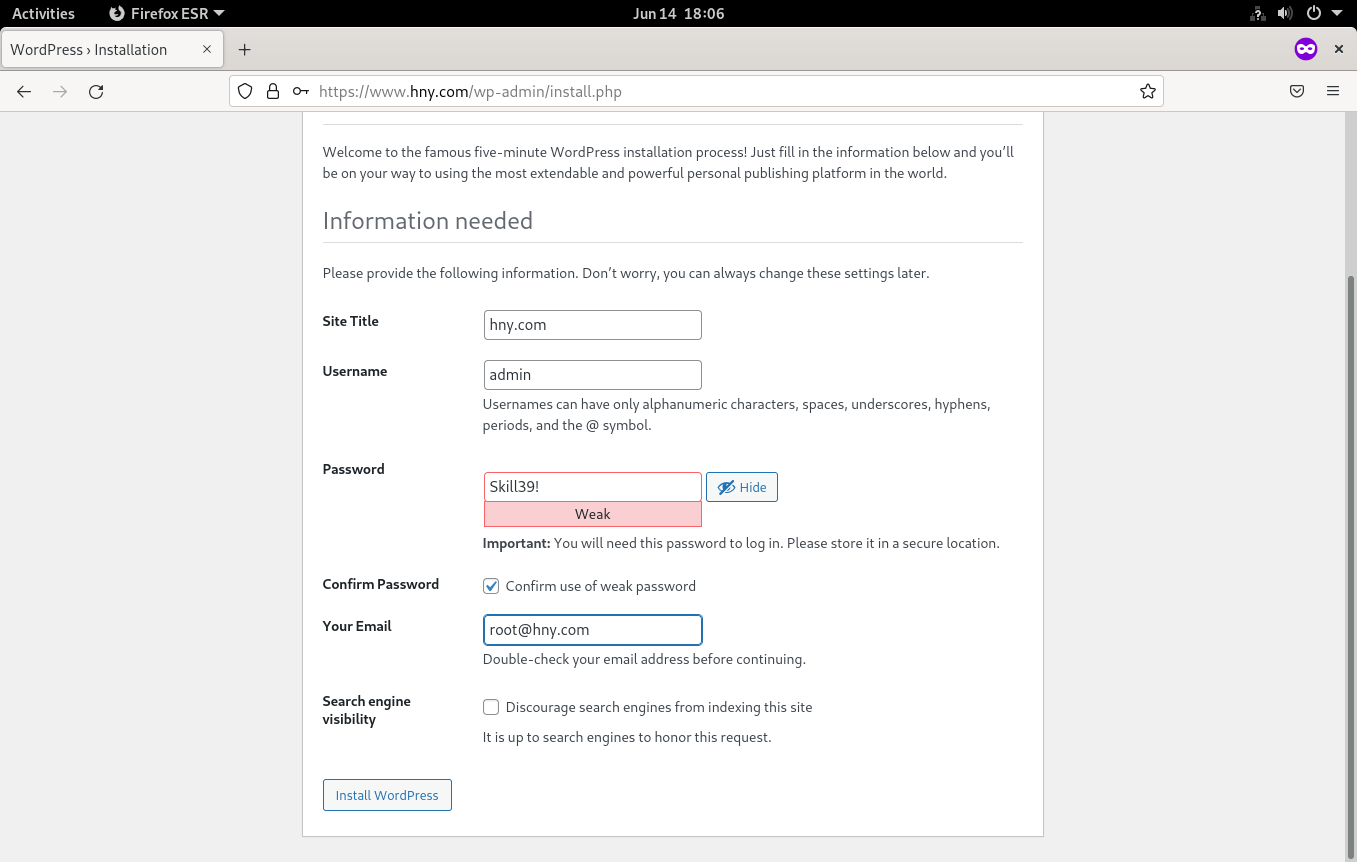 Activities
Firefox ESR
Jun 14 18:06
WordPress › Installation
https://www.hny.com/wp-admin/install.php
Welcome to the famous five-minute WordPress installation process! Just fill in the information below and you’ll
be on your way to using the most extendable and powerful personal publishing platform in the world.
Information needed
Please provide the following information. Don’t worry, you can always change these settings later.
Site Title
hny.com
Username
admin
Usernames can have only alphanumeric characters, spaces, underscores, hyphens,
periods, and the @ symbol.
Password
Skill39!
Hide
Weak
Important: You will need this password to log in. Please store it in a secure location.
Confirm Password
Confirm use of weak password
Your Email
root@hny.com
Double-check your email address before continuing.
Search engine
visibility
Discourage search engines from indexing this site
It is up to search engines to honor this request.
Install WordPress